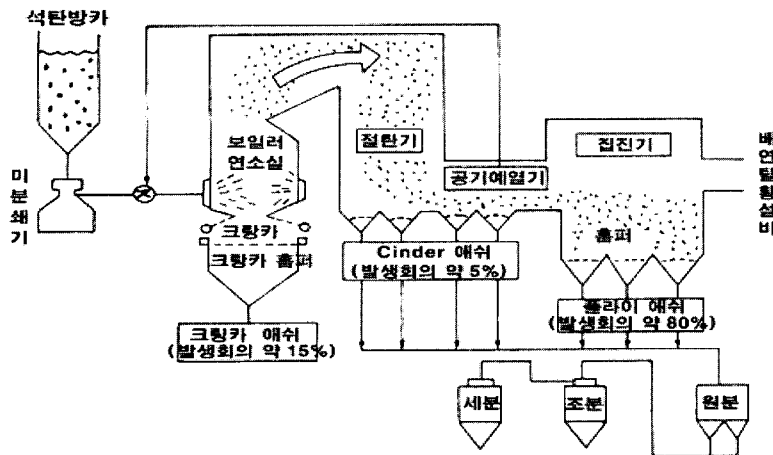 석탄방카
미분쇄기
보일러
연소실
크링카
크링카 홉퍼
크링카 애쉬
(발생회의 약 15%)
절탄기
공기예열기
Cinder 애쉬
(발생회의 약 5%)
집진기
홉퍼
플라이 애쉬
(발생회의 약 80%)
배연탈황설비
세분
조분
원분